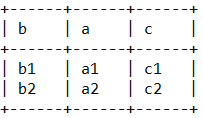 +------+------+------+
| b    | a    | c    |
+------+------+------+
| b1   | a1   | c1   |
| b2   | a2   | c2   |
+------+------+------+